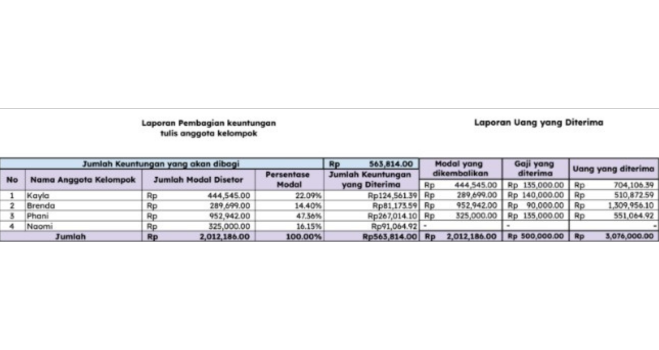 Laporan Pembagian keuntungan
tulis anggota kelompok
Laporan Uang yang Diterima
Jumlah Keuntungan yang akan dibagi Rp 563,814.00 Modal yang dikembalikan Gaji yang diterima Uang yang diterima
No Nama Anggota Kelompok Jumlah Modal Disetor Persentase Modal Jumlah Keuntungan yang Diterima Rp 444,545.00 Rp 135,000.00 Rp 704,106.39
1 Kayla Rp 444,545.00 22.09% Rp124,561.39 Rp 289,699.00 Rp 140,000.00 Rp 510,872.59
2 Brenda Rp 289,699.00 14.40% Rp81,173.59 Rp 952,942.00 Rp 90,000.00 Rp 1,309,956.10
3 Phani Rp 952,942.00 47.36% Rp267,014.10 Rp 325,000.00 Rp 135,000.00 Rp 551,064.92
4 Naomi Rp 325,000.00 16.15% Rp91,064.92 - - -
Jumlah Rp 2,012,186.00 100.00% Rp563,814.00 Rp 2,012,186.00 Rp 500,000.00 Rp 3,076,000.00